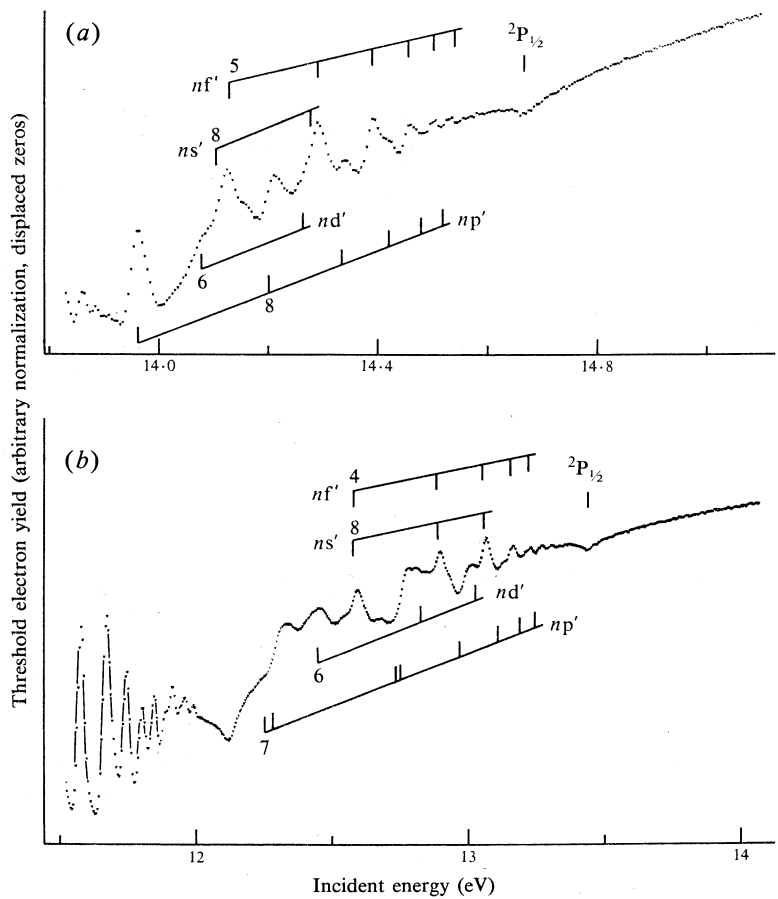 Threshold electron yield (arbitrary normalization, displaced zeros)
(a)
²P½
5
nf′
8
ns′
nd′
np′
6
8
14·0 14·4 14·8
(b)
²P½
4
nf′
8
ns′
nd′
np′
6
7
12 13 14
Incident energy (eV)